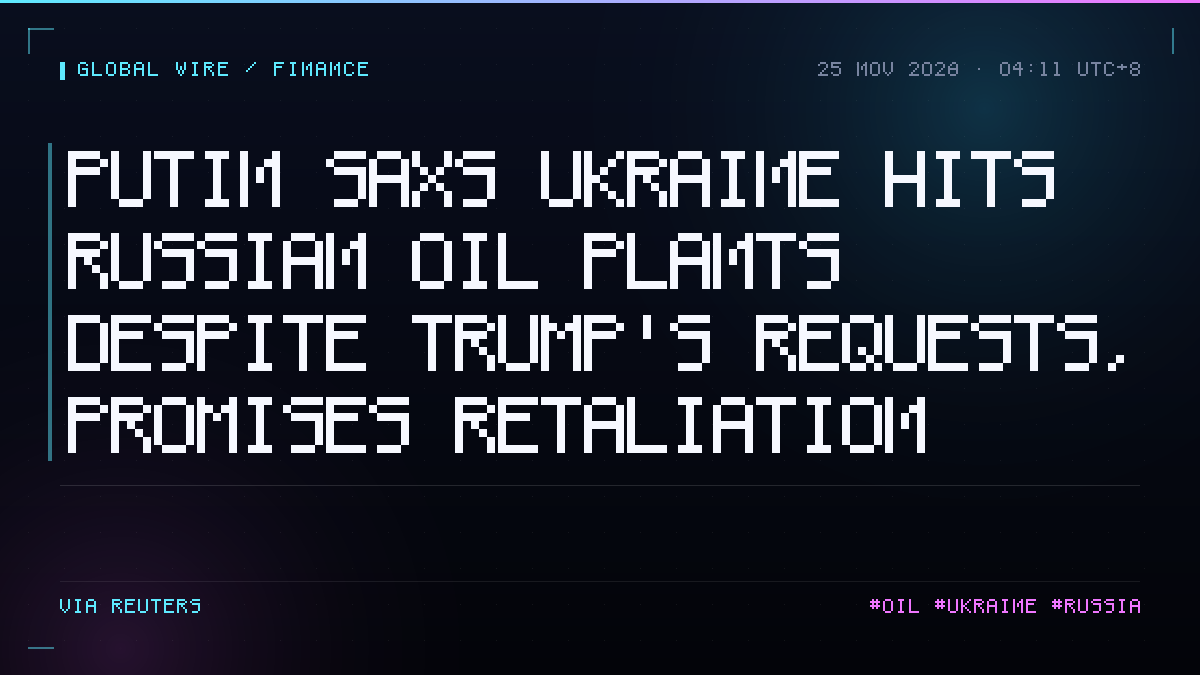 GLOBAL WIRE / FINANCE
25 NOV 2026 · 04:11 UTC+8
PUTIN SAYS UKRAINE HITS
RUSSIAN OIL PLANTS
DESPITE TRUMP'S REQUESTS,
PROMISES RETALIATION
VIA REUTERS
#OIL #UKRAINE #RUSSIA